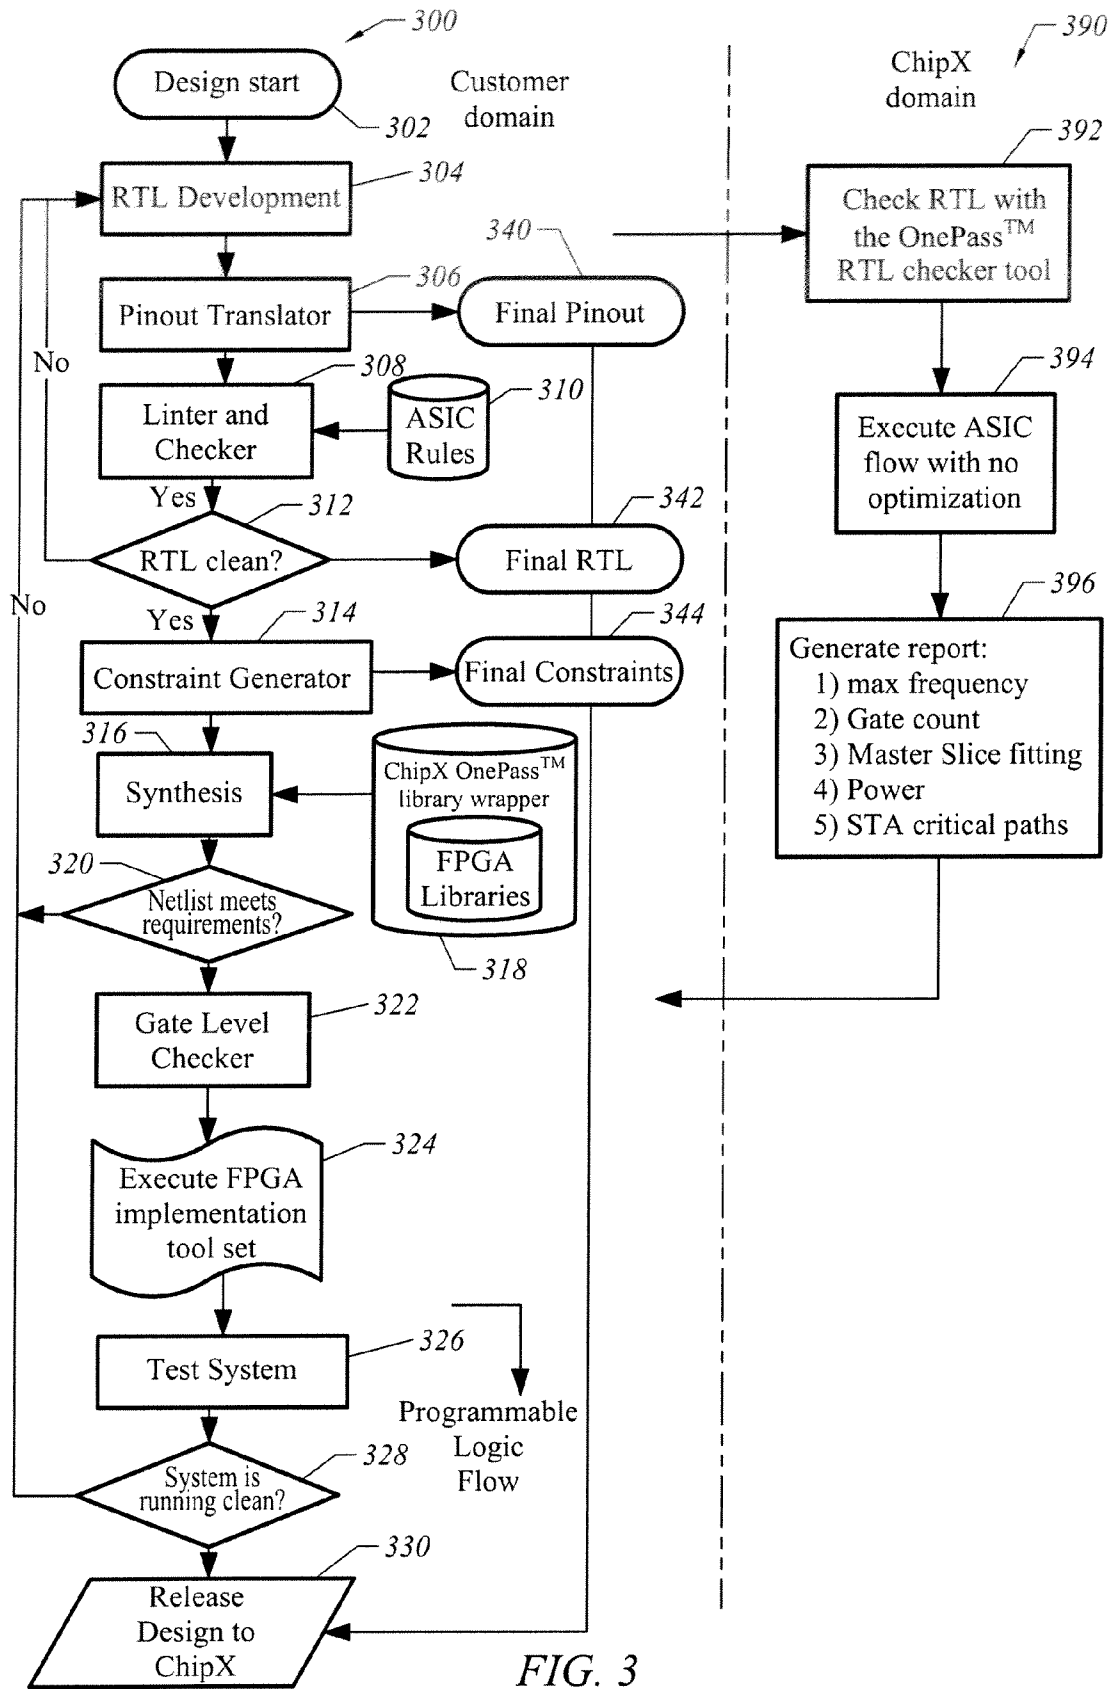 300
390
Design start
302
Customer
domain
ChipX
domain
392
RTL Development
304
Check RTL with
the OnePass™
RTL checker tool
340
306
Pinout Translator
Final Pinout
No
308
310
Linter and
Checker
ASIC
Rules
394
Execute ASIC
flow with no
optimization
Yes
312
342
RTL clean?
Final RTL
No
Yes
314
344
396
Constraint Generator
Final Constraints
Generate report:
1) max frequency
2) Gate count
3) Master Slice fitting
4) Power
5) STA critical paths
316
Synthesis
ChipX OnePass™
library wrapper
FPGA
Libraries
318
320
Netlist meets
requirements?
322
Gate Level
Checker
324
Execute FPGA
implementation
tool set
326
Test System
Programmable
Logic
Flow
328
System is
running clean?
330
Release
Design to
ChipX
FIG. 3